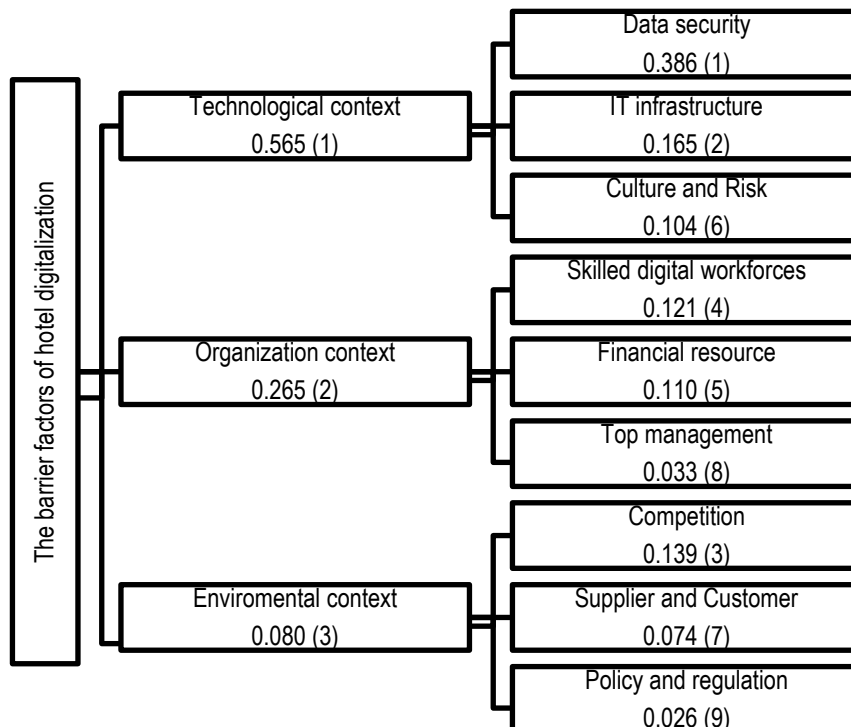 The barrier factors of hotel digitalization
Technological context
0.565 (1)
Data security
0.386 (1)
IT infrastructure
0.165 (2)
Culture and Risk
0.104 (6)
Organization context
0.265 (2)
Skilled digital workforces
0.121 (4)
Financial resource
0.110 (5)
Top management
0.033 (8)
Enviromental context
0.080 (3)
Competition
0.139 (3)
Supplier and Customer
0.074 (7)
Policy and regulation
0.026 (9)